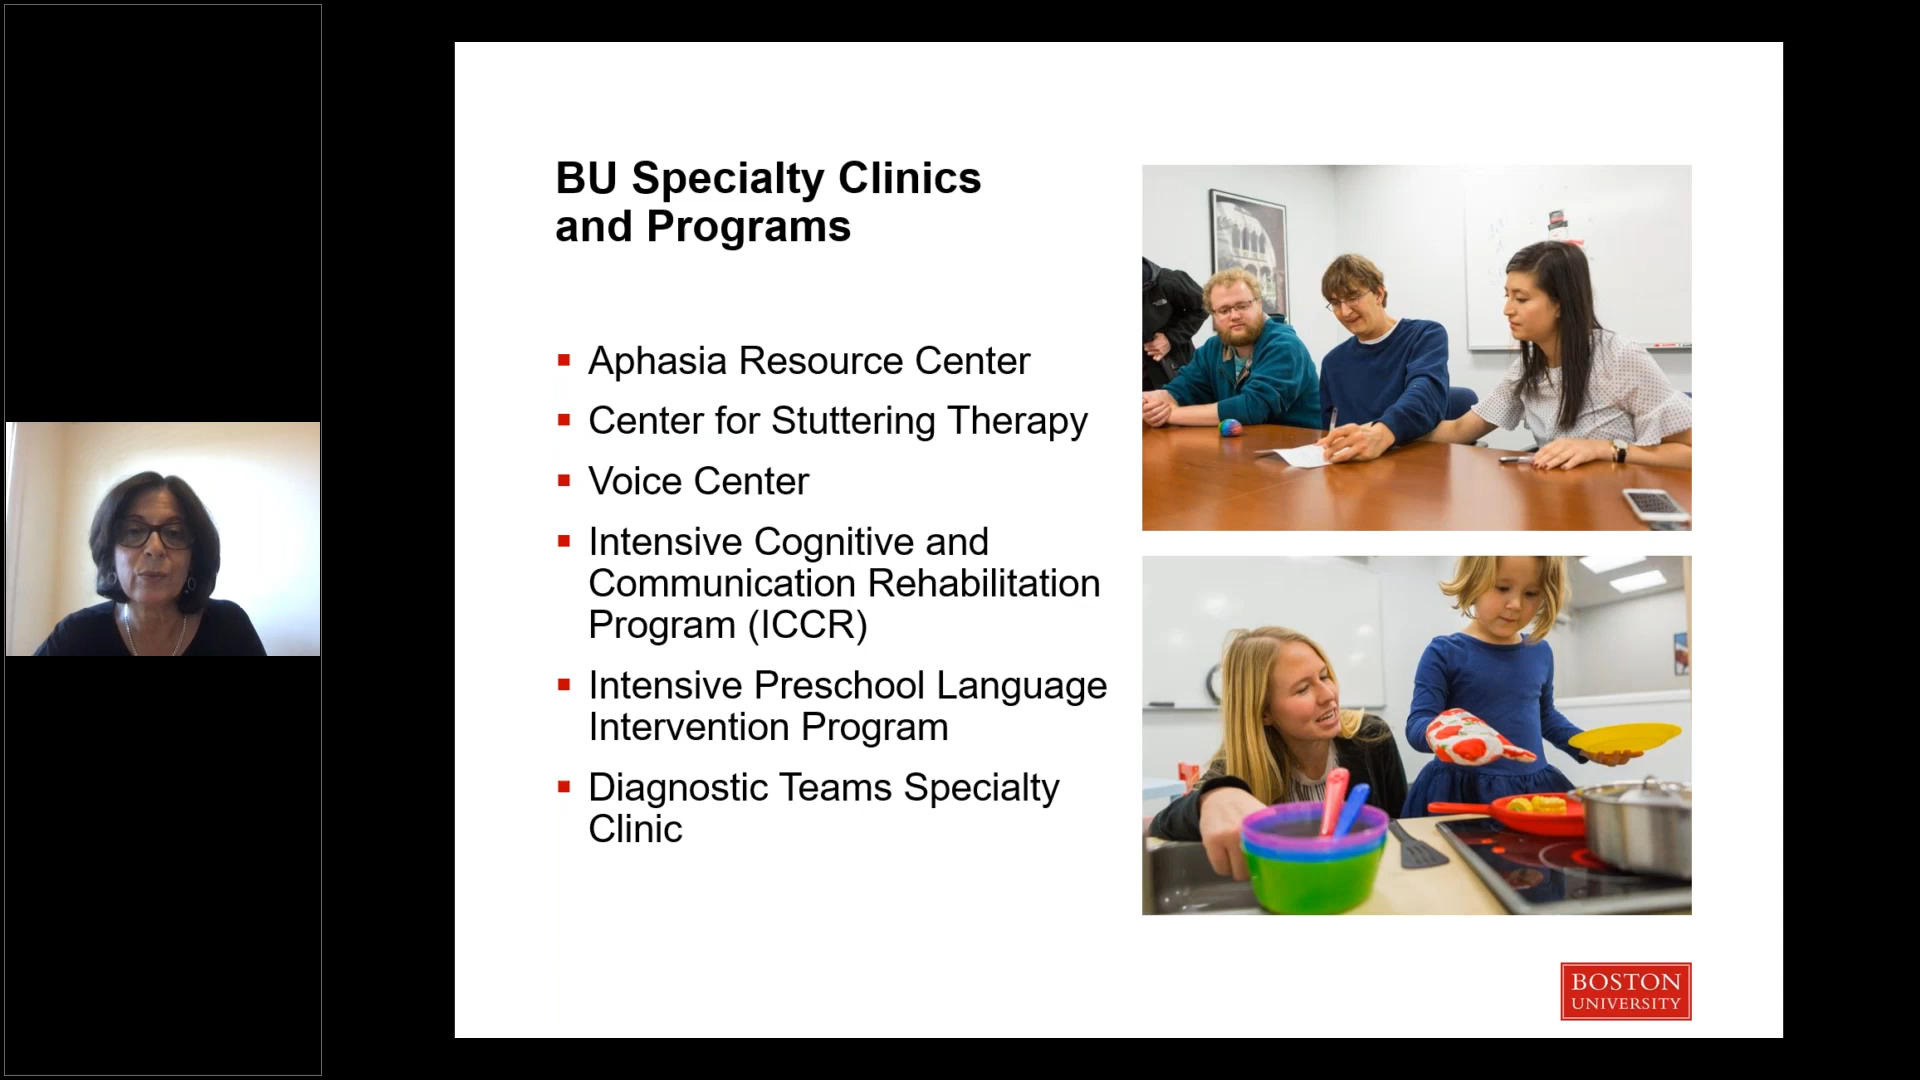 BU Specialty Clinics
and Programs
Aphasia Resource Center
Center for Stuttering Therapy
Voice Center
Intensive Cognitive and
Communication Rehabilitation
Program (ICCR)
Intensive Preschool Language
Intervention Program
Diagnostic Teams Specialty
Clinic
BOSTON
UNIVERSITY